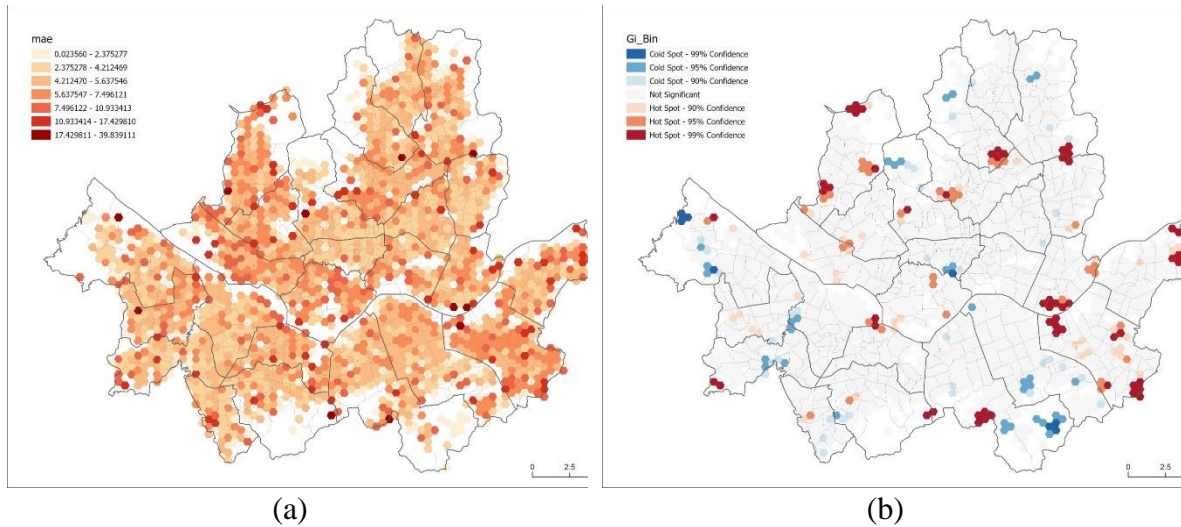 mae
0.023560 - 2.375277
2.375278 - 4.212469
4.212470 - 5.637546
5.637547 - 7.496121
7.496122 - 10.933413
10.933414 - 17.429810
17.429811 - 39.839111
0 2.5
(a)
Gi_Bin
Cold Spot - 99% Confidence
Cold Spot - 95% Confidence
Cold Spot - 90% Confidence
Not Significant
Hot Spot - 90% Confidence
Hot Spot - 95% Confidence
Hot Spot - 99% Confidence
0 2.5
(b)